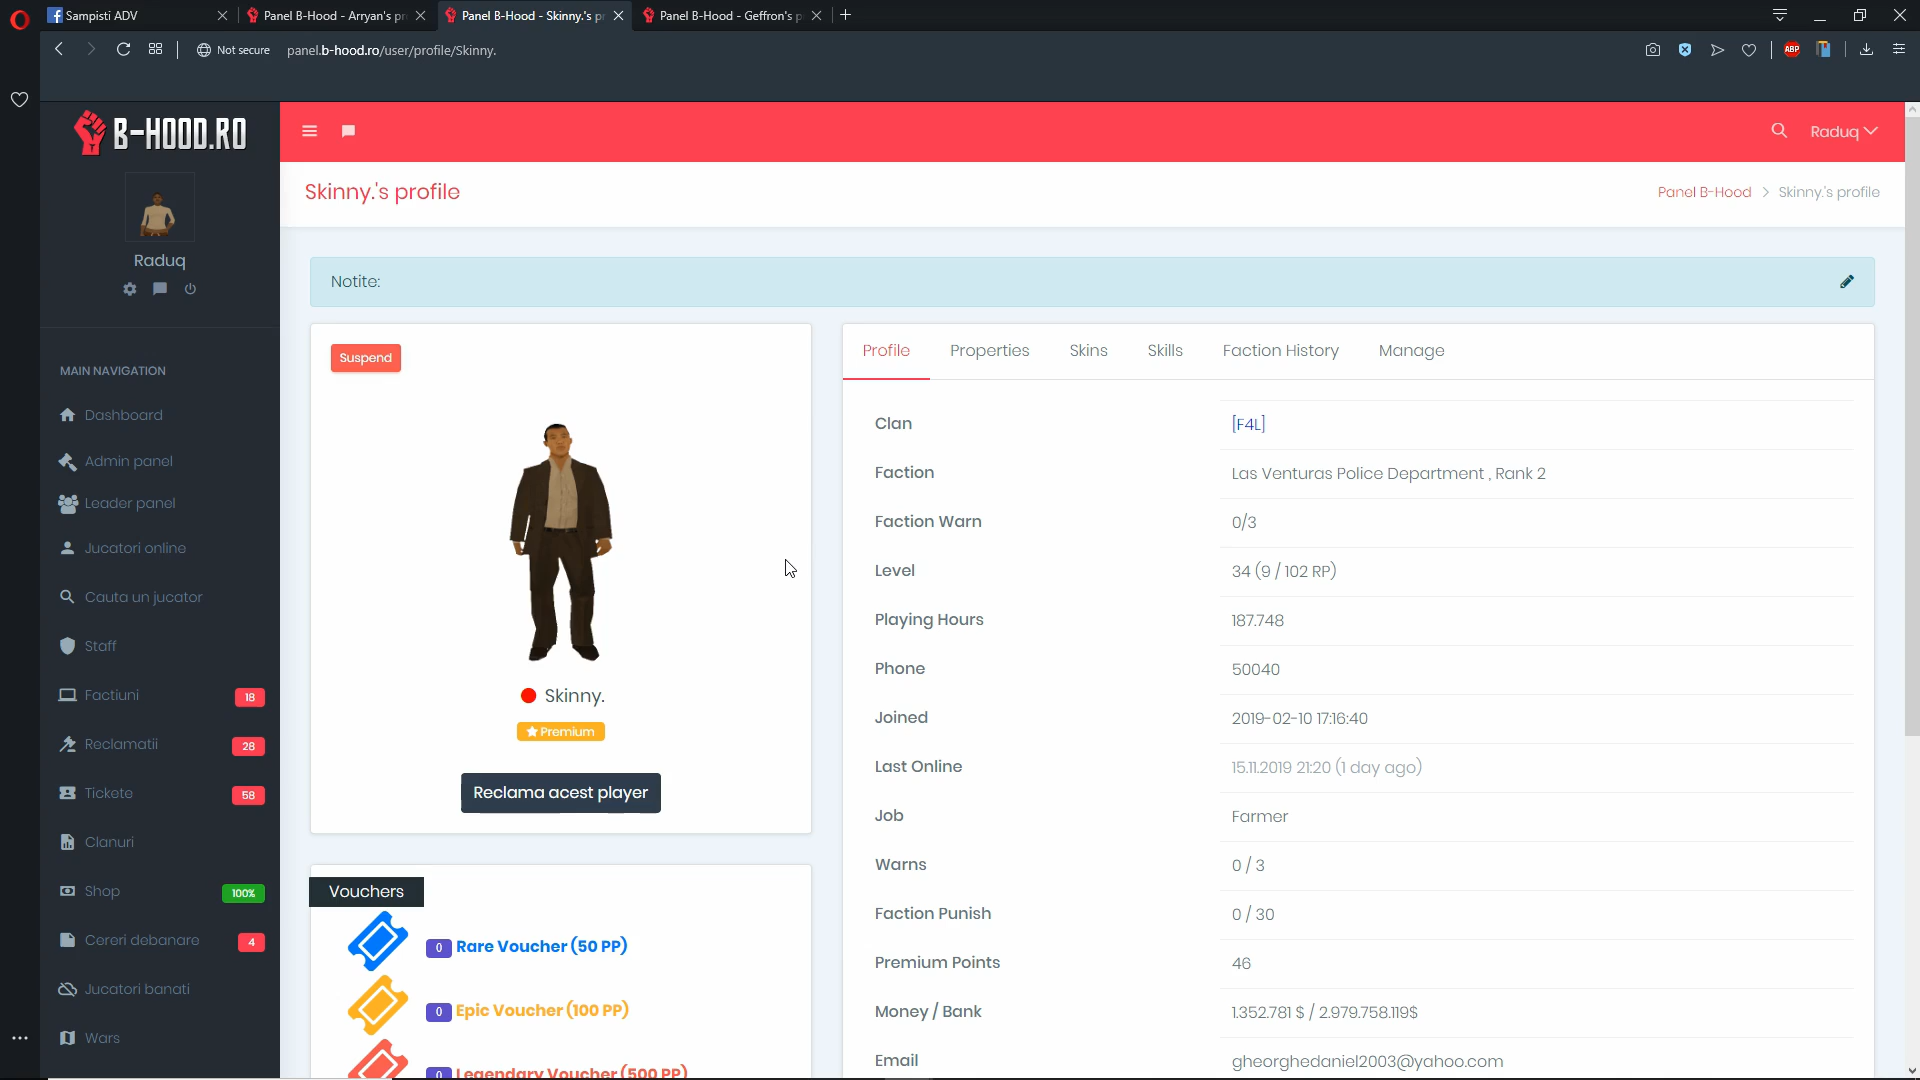 Sampisti ADV
Panel B-Hood - Arryan's pr
Panel B-Hood - Skinny.'s pr
Panel B-Hood - Geffron's p
Not secure
panel.b-hood.ro/user/profile/Skinny.
ABP
B-HOOD.RO
Raduq
Skinny.'s profile
Panel B-Hood > Skinny.'s profile
Raduq
Notite:
MAIN NAVIGATION
Dashboard
Admin panel
Leader panel
Jucatori online
Cauta un jucator
Staff
Factiuni 18
Reclamatii 28
Tickete 58
Clanuri
Shop 100%
Cereri debanare 4
Jucatori banati
Wars
Suspend
Skinny.
Premium
Reclama acest player
Vouchers
0 Rare Voucher (50 PP)
0 Epic Voucher (100 PP)
0 Legendary Voucher (500 PP)
Profile Properties Skins Skills Faction History Manage
Clan [F4L]
Faction Las Venturas Police Department , Rank 2
Faction Warn 0/3
Level 34 (9 / 102 RP)
Playing Hours 187.748
Phone 50040
Joined 2019-02-10 17:16:40
Last Online 15.11.2019 21:20 (1 day ago)
Job Farmer
Warns 0 / 3
Faction Punish 0 / 30
Premium Points 46
Money / Bank 1.352.781 $ / 2.979.758.119$
Email gheorghedaniel2003@yahoo.com